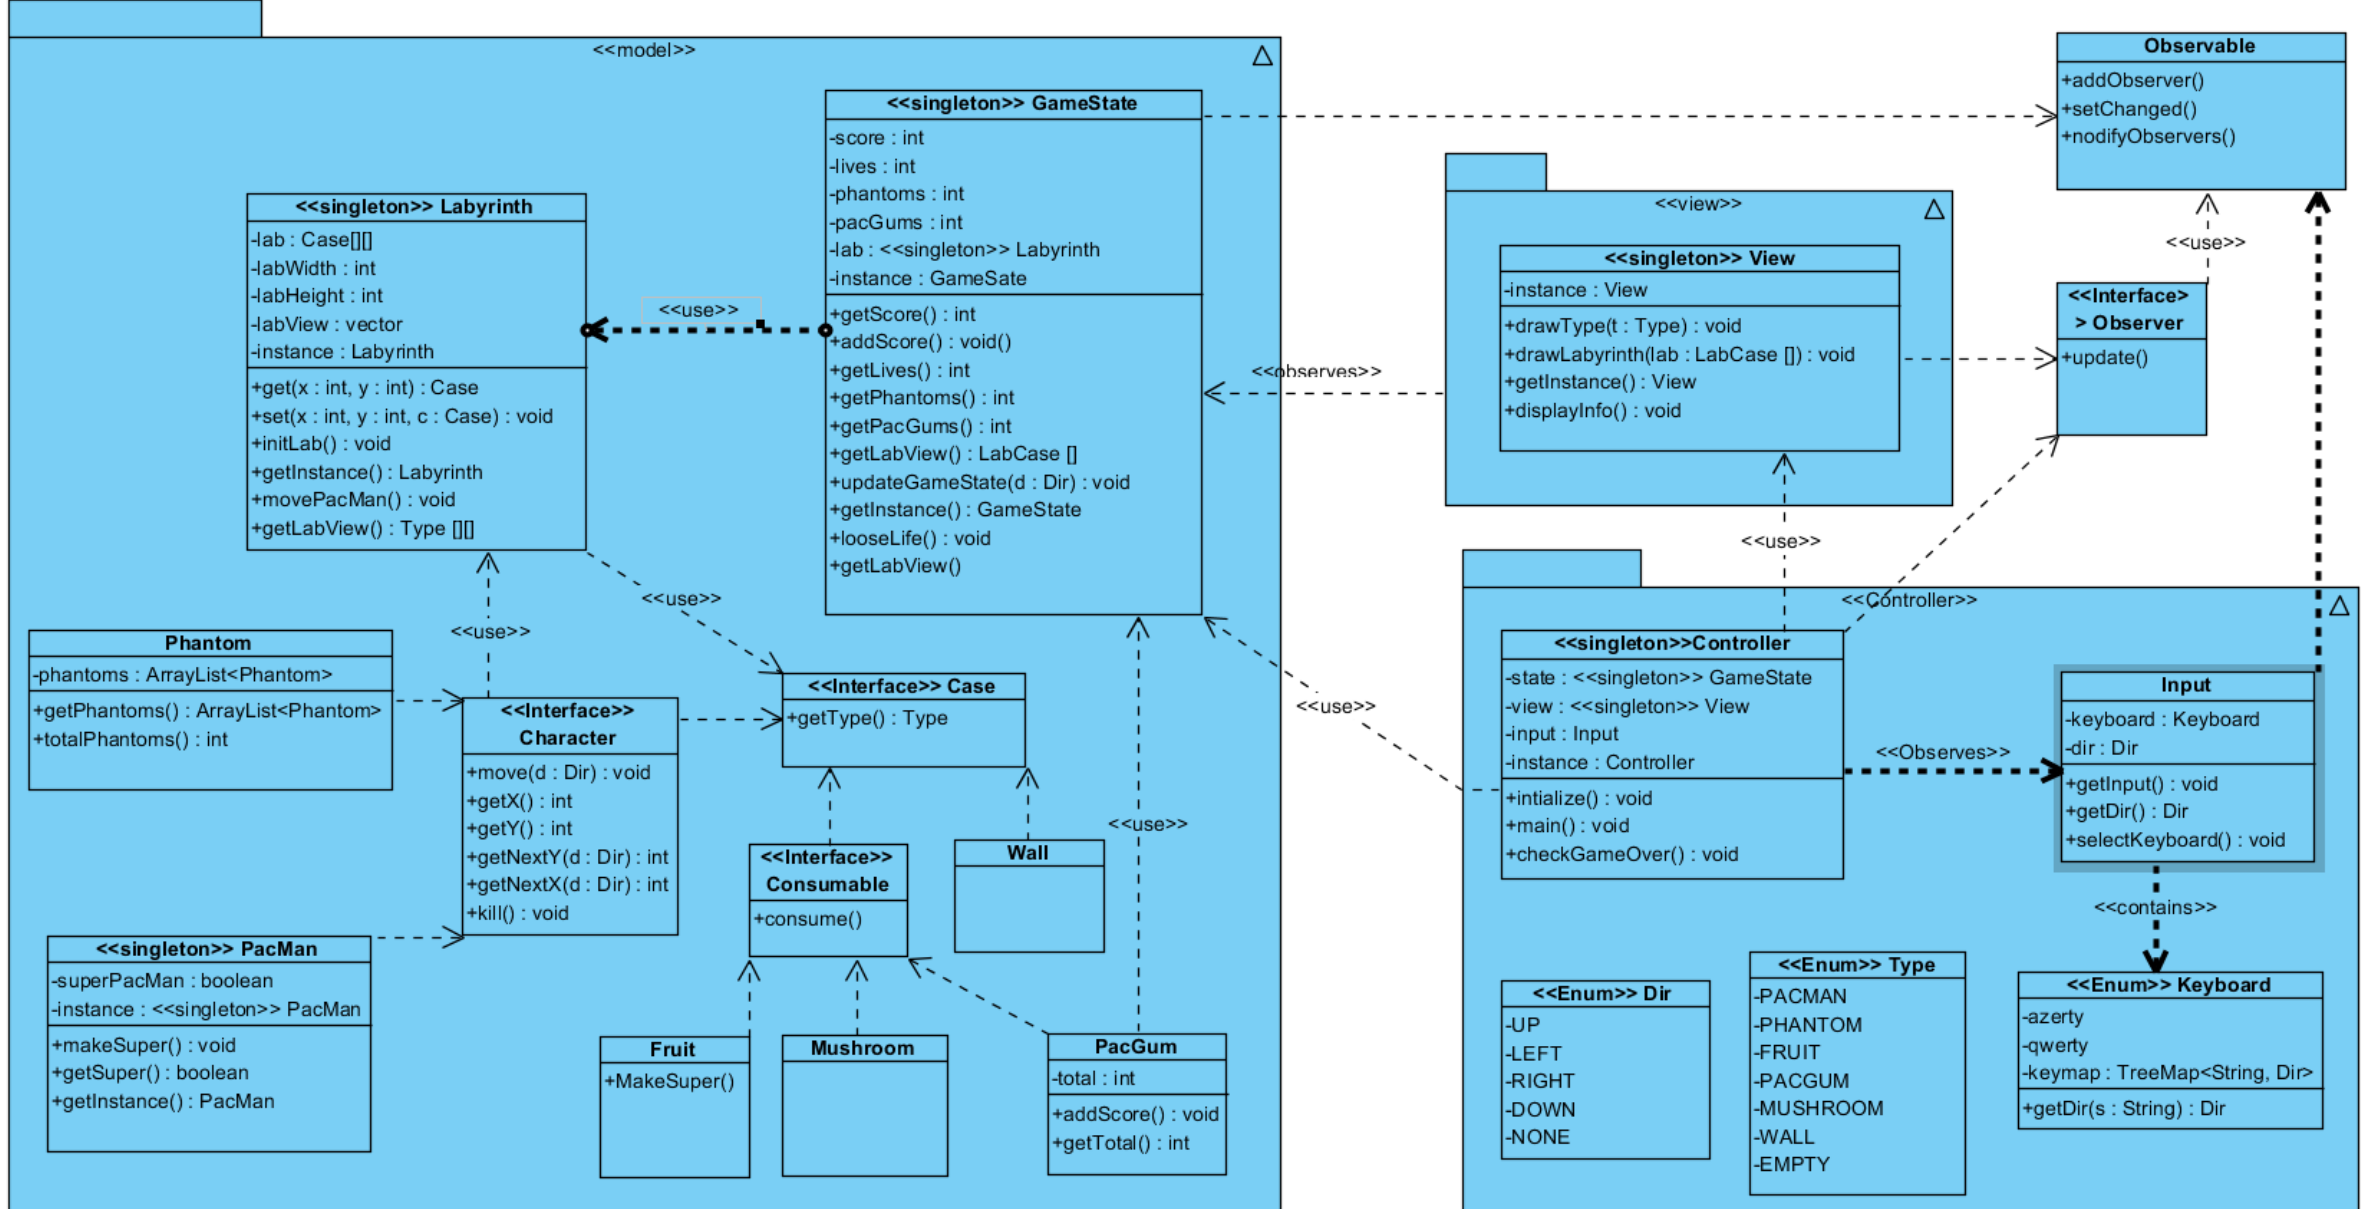 <<model>>
<<singleton>> GameState
-score : int
-lives : int
-phantoms : int
-pacGums : int
-lab : <<singleton>> Labyrinth
-instance : GameSate
+getScore() : int
+addScore() : void()
+getLives() : int
+getPhantoms() : int
+getPacGums() : int
+getLabView() : LabCase []
+updateGameState(d : Dir) : void
+getInstance() : GameState
+looseLife() : void
+getLabView()
<<singleton>> Labyrinth
-lab : Case[][]
-labWidth : int
-labHeight : int
-labView : vector
-instance : Labyrinth
+get(x : int, y : int) : Case
+set(x : int, y : int, c : Case) : void
+initLab() : void
+getInstance() : Labyrinth
+movePacMan() : void
+getLabView() : Type [][]
<<use>>
<<use>>
<<use>>
Phantom
-phantoms : ArrayList<Phantom>
+getPhantoms() : ArrayList<Phantom>
+totalPhantoms() : int
<<Interface>>
Character
+move(d : Dir) : void
+getX() : int
+getY() : int
+getNextY(d : Dir) : int
+getNextX(d : Dir) : int
+kill() : void
<<Interface>> Case
+getType() : Type
<<singleton>> PacMan
-superPacMan : boolean
-instance : <<singleton>> PacMan
+makeSuper() : void
+getSuper() : boolean
+getInstance() : PacMan
<<Interface>>
Consumable
+consume()
Wall
<<use>>
Fruit
+MakeSuper()
Mushroom
PacGum
-total : int
+addScore() : void
+getTotal() : int
<<observes>>
<<use>>
<<view>>
<<singleton>> View
-instance : View
+drawType(t : Type) : void
+drawLabyrinth(lab : LabCase []) : void
+getInstance() : View
+displayInfo() : void
<<use>>
Observable
+addObserver()
+setChanged()
+nodifyObservers()
<<use>>
<<Interface>
> Observer
+update()
<<Controller>>
<<singleton>>Controller
-state : <<singleton>> GameState
-view : <<singleton>> View
-input : Input
-instance : Controller
+intialize() : void
+main() : void
+checkGameOver() : void
<<Observes>>
Input
-keyboard : Keyboard
-dir : Dir
+getInput() : void
+getDir() : Dir
+selectKeyboard() : void
<<contains>>
<<Enum>> Dir
-UP
-LEFT
-RIGHT
-DOWN
-NONE
<<Enum>> Type
-PACMAN
-PHANTOM
-FRUIT
-PACGUM
-MUSHROOM
-WALL
-EMPTY
<<Enum>> Keyboard
-azerty
-qwerty
-keymap : TreeMap<String, Dir>
+getDir(s : String) : Dir